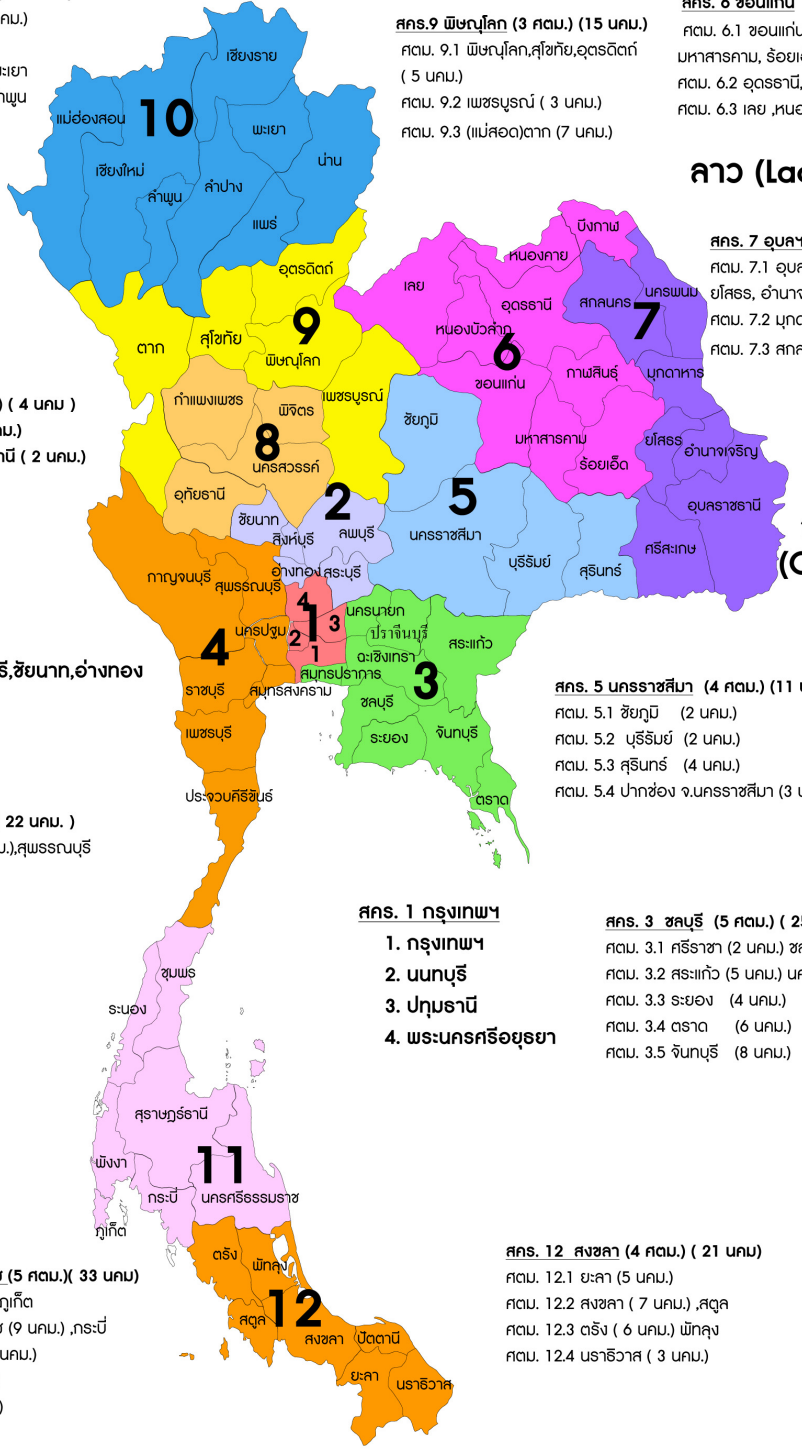 คม.)
สคร.9 พิษณุโลก (3 ศตม.) (15 นคม.)
ศตม. 9.1 พิษณุโลก,สุโขทัย,อุตรดิตถ์
( 5 นคม.)
ศตม. 9.2 เพชรบูรณ์ ( 3 นคม.)
ศตม. 9.3 (แม่สอด)ตาก (7 นคม.)
สคร. 6 ขอนแก่น
ศตม. 6.1 ขอนแก่น
มหาสารคาม, ร้อยเอ
ศตม. 6.2 อุดรธานี,
ศตม. 6.3 เลย ,หนอ
ลาว (Lao
สคร. 7 อุบลฯ
ศตม. 7.1 อุบล
ยโสธร, อำนาจ
ศตม. 7.2 มุกด
ศตม. 7.3 สกล
ะเยา
ำพูน
เชียงราย
แม่ฮ่องสอน
10
พะเยา
น่าน
เชียงใหม่
ลำพูน
ลำปาง
แพร่
อุตรดิตถ์
ตาก
สุโขทัย
9
พิษณุโลก
เพชรบูรณ์
บึงกาฬ
หนองคาย
เลย
อุดรธานี
หนองบัวลำภู
6
ขอนแก่น
กาฬสินธุ์
มหาสารคาม
ร้อยเอ็ด
สกลนคร
นครพนม
7
มุกดาหาร
ยโสธร
อำนาจเจริญ
อุบลราชธานี
ศรีสะเกษ
) ( 4 นคม )
คม.)
านี ( 2 นคม.)
กำแพงเพชร
พิจิตร
8
นครสวรรค์
อุทัยธานี
ชัยภูมิ
5
นครราชสีมา
บุรีรัมย์
สุรินทร์
(C
2
ชัยนาท
สิงห์บุรี
ลพบุรี
อ่างทอง
สระบุรี
กาญจนบุรี
สุพรรณบุรี
4
นครปฐม
ราชบุรี
สมุทรสงคราม
เพชรบุรี
ประจวบคีรีขันธ์
4
1
3
2
1
นครนายก
ปราจีนบุรี
สระแก้ว
ฉะเชิงเทรา
สมุทรปราการ
3
ชลบุรี
ระยอง
จันทบุรี
ตราด
รี,ชัยนาท,อ่างทอง
สคร. 5 นครราชสีมา (4 ศตม.) (11 น
ศตม. 5.1 ชัยภูมิ (2 นคม.)
ศตม. 5.2 บุรีรัมย์ (2 นคม.)
ศตม. 5.3 สุรินทร์ (4 นคม.)
ศตม. 5.4 ปากช่อง จ.นครราชสีมา (3 น
22 นคม. )
ม.),สุพรรณบุรี
สคร. 1 กรุงเทพฯ
1. กรุงเทพฯ
2. นนทบุรี
3. ปทุมธานี
4. พระนครศรีอยุธยา
สคร. 3 ชลบุรี (5 ศตม.) ( 25
ศตม. 3.1 ศรีราชา (2 นคม.) ชล
ศตม. 3.2 สระแก้ว (5 นคม.) นค
ศตม. 3.3 ระยอง (4 นคม.)
ศตม. 3.4 ตราด (6 นคม.)
ศตม. 3.5 จันทบุรี (8 นคม.)
ชุมพร
ระนอง
สุราษฎร์ธานี
พังงา
11
กระบี่
นครศรีธรรมราช
ภูเก็ต
ตรัง
พัทลุง
12
สตูล
สงขลา
ปัตตานี
ยะลา
นราธิวาส
ช (5 ศตม.)( 33 นคม)
ภูเก็ต
ช (9 นคม.) ,กระบี่
นคม.)
)
สคร. 12 สงขลา (4 ศตม.) ( 21 นคม)
ศตม. 12.1 ยะลา (5 นคม.)
ศตม. 12.2 สงขลา ( 7 นคม.) ,สตูล
ศตม. 12.3 ตรัง ( 6 นคม.) พัทลุง
ศตม. 12.4 นราธิวาส ( 3 นคม.)